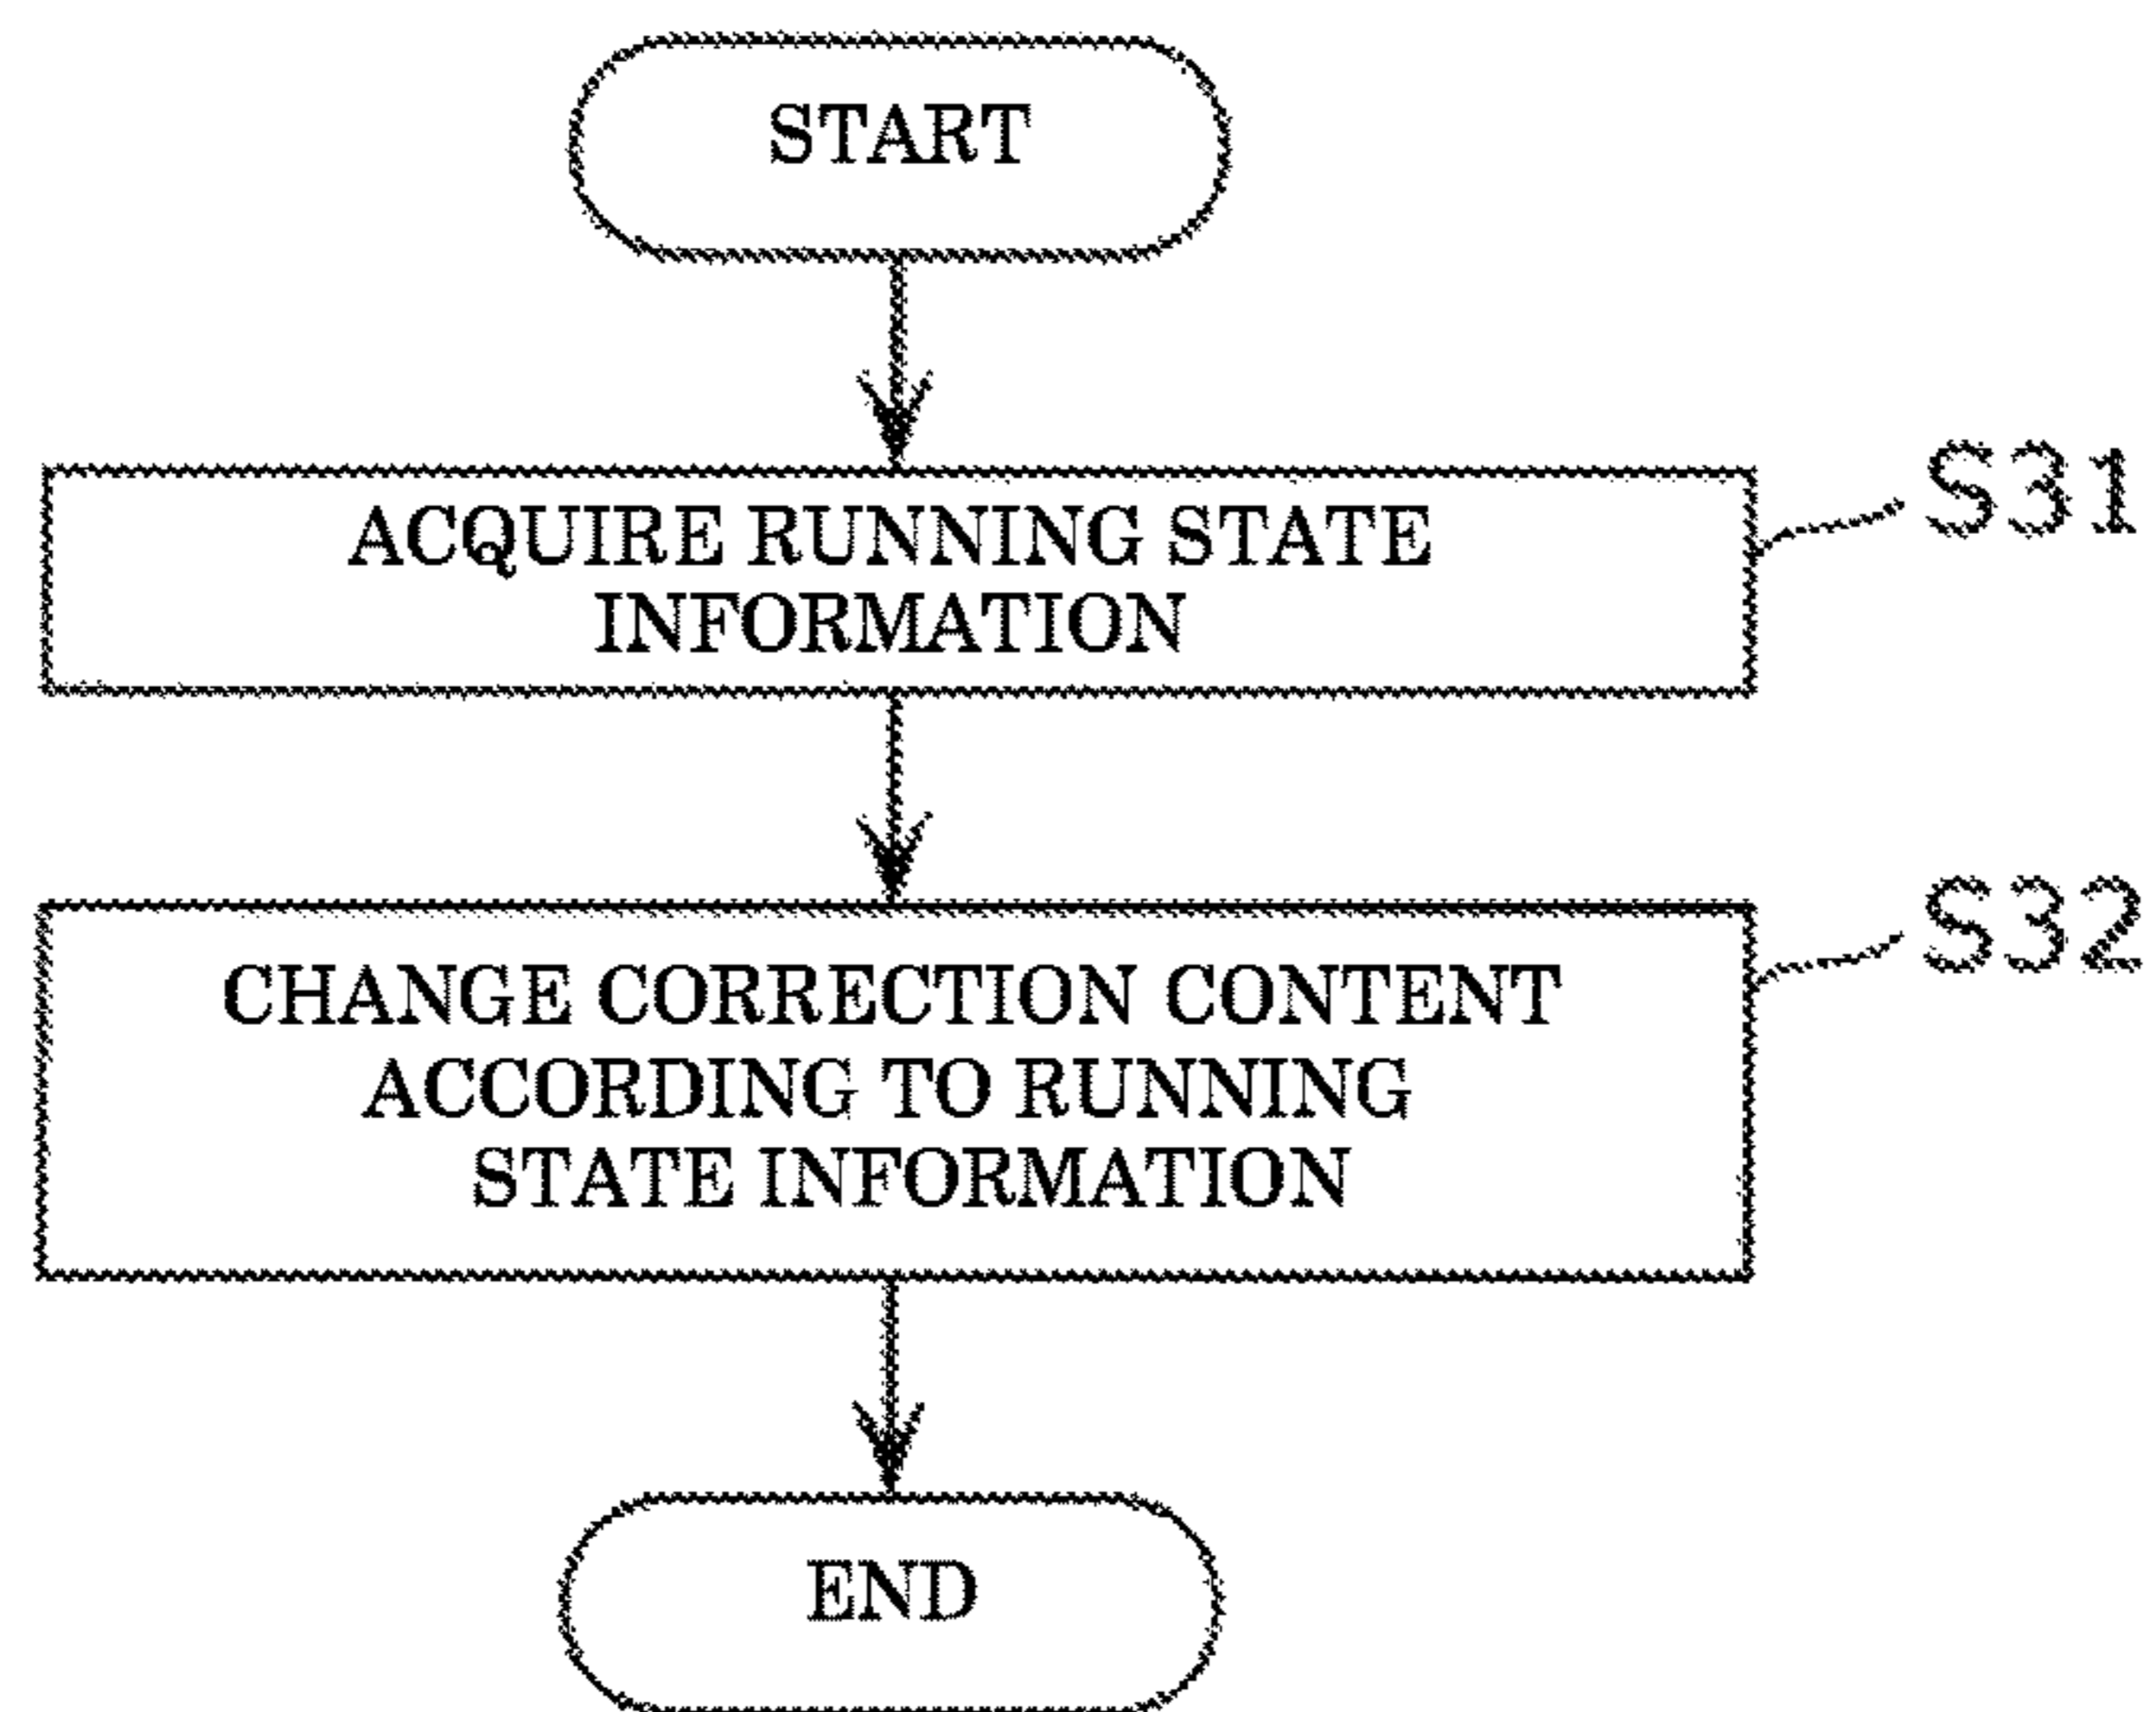 START
ACQUIRE RUNNING STATE
INFORMATION
S31
CHANGE CORRECTION CONTENT
ACCORDING TO RUNNING
STATE INFORMATION
S32
END